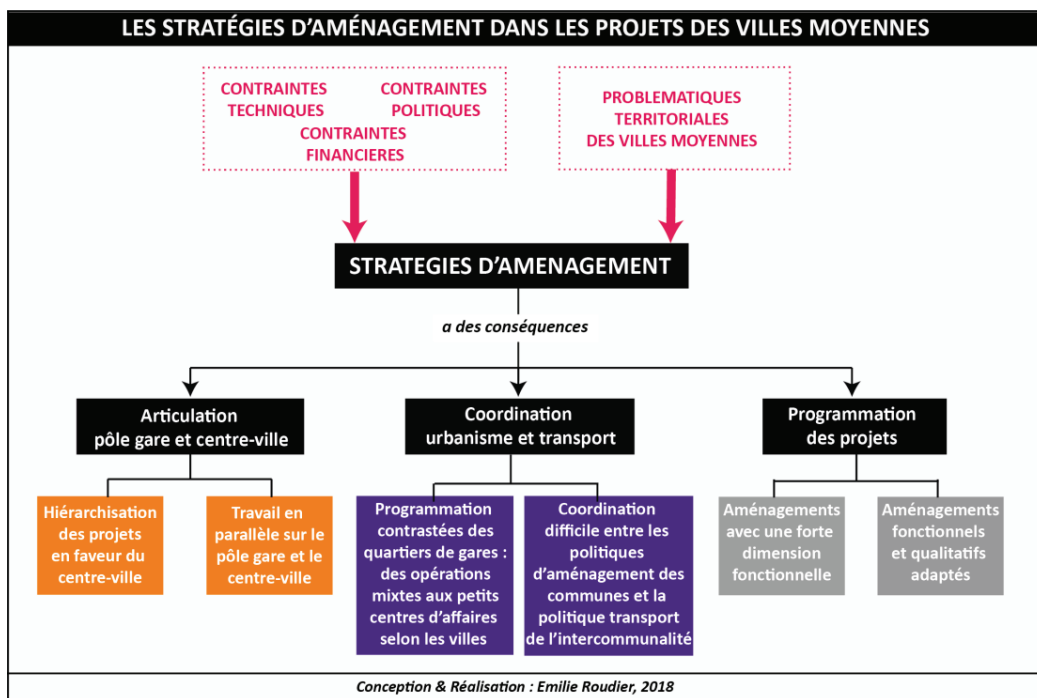 LES STRATÉGIES D'AMÉNAGEMENT DANS LES PROJETS DES VILLES MOYENNES
CONTRAINTES
TECHNIQUES
CONTRAINTES
POLITIQUES
CONTRAINTES
FINANCIERES
PROBLEMATIQUES
TERRITORIALES
DES VILLES MOYENNES
STRATEGIES D'AMENAGEMENT
a des conséquences
Articulation
pôle gare et centre-ville
Coordination
urbanisme et transport
Programmation
des projets
Hiérarchisation
des projets
en faveur du
centre-ville
Travail en
parallèle sur le
pôle gare et le
centre-ville
Programmation
contrastées des
quartiers de gares :
des opérations
mixtes aux petits
centres d'affaires
selon les villes
Coordination
difficile entre les
politiques
d'aménagement des
communes et la
politique transport
de l'intercommunalité
Aménagements
avec une forte
dimension
fonctionnelle
Aménagements
fonctionnels
et qualitatifs
adaptés
Conception & Réalisation : Emilie Roudier, 2018